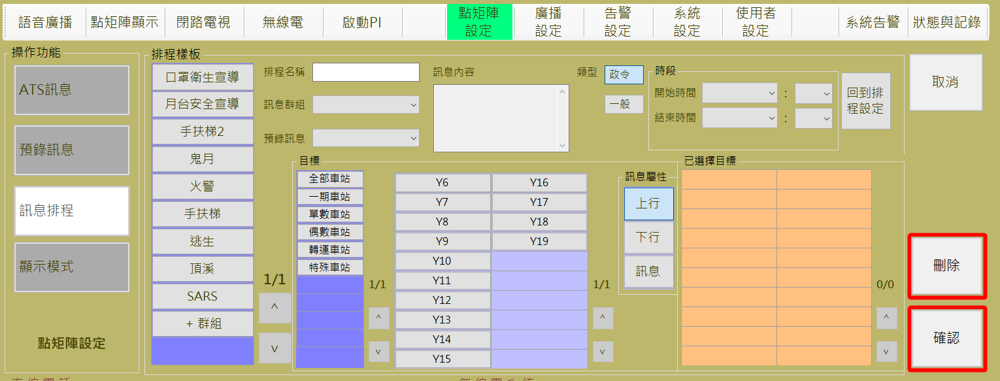 語音廣播
點矩陣顯示
閉路電視
無線電
啟動PI
點矩陣
設定
廣播
設定
告警
設定
系統
設定
使用者
設定
系統告警
狀態與記錄
操作功能
ATS訊息
預錄訊息
訊息排程
顯示模式
點矩陣設定
排程樣板
口罩衛生宣導
月台安全宣導
手扶梯2
鬼月
火警
手扶梯
逃生
頂溪
SARS
+ 群組
1/1
^
v
排程名稱
訊息群組
預錄訊息
訊息內容
類型
政令
一般
時段
開始時間
:
結束時間
:
回到排
程設定
取消
目標
全部車站
一期車站
單數車站
偶數車站
轉運車站
特殊車站
1/1
^
v
Y6
Y7
Y8
Y9
Y10
Y11
Y12
Y13
Y14
Y15
Y16
Y17
Y18
Y19
1/1
^
v
訊息屬性
上行
下行
訊息
已選擇目標
0/0
^
v
刪除
確認